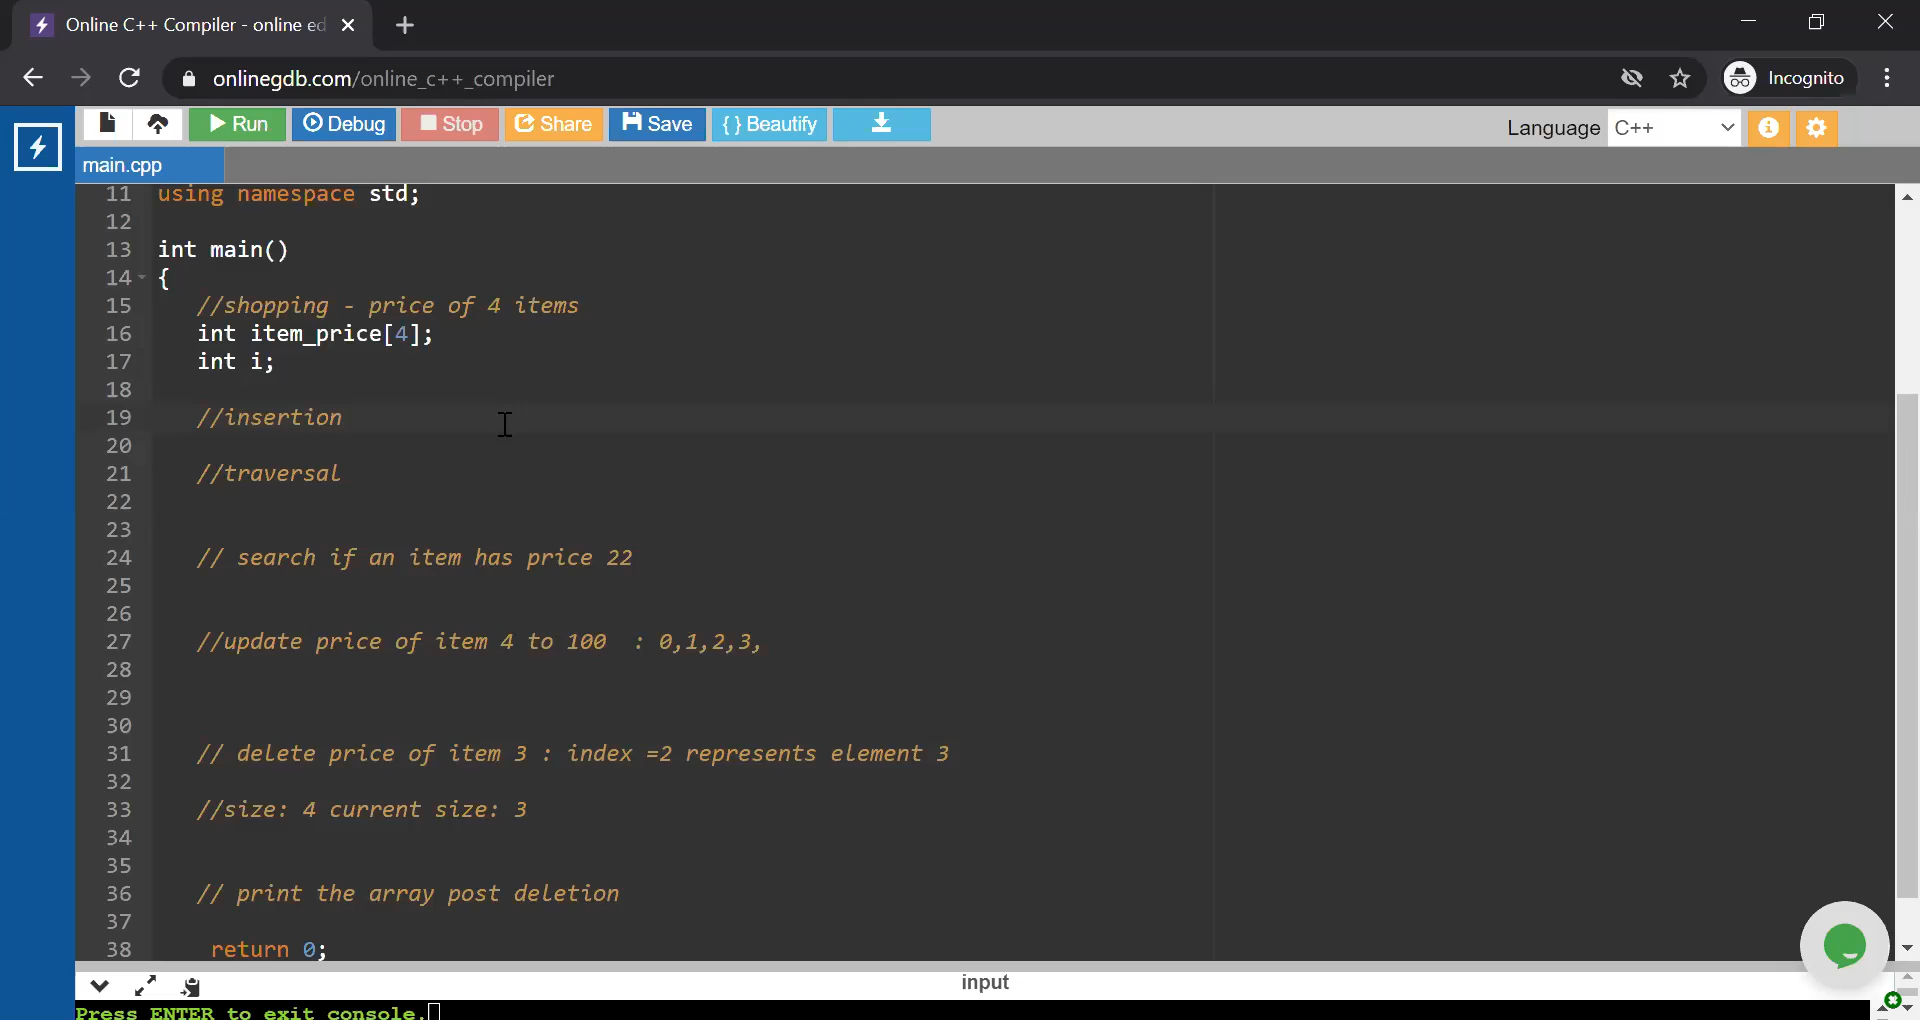 Online C++ Compiler - online ed
onlinegdb.com/online_c++_compiler
Incognito
Run
Debug
Stop
Share
Save
{ } Beautify
Language
C++
main.cpp
11 using namespace std;
12
13 int main()
14 {
15 //shopping - price of 4 items
16 int item_price[4];
17 int i;
18
19 //insertion
20
21 //traversal
22
23
24 // search if an item has price 22
25
26
27 //update price of item 4 to 100 : 0,1,2,3,
28
29
30
31 // delete price of item 3 : index =2 represents element 3
32
33 //size: 4 current size: 3
34
35
36 // print the array post deletion
37
38 return 0;
input
Press ENTER to exit console.